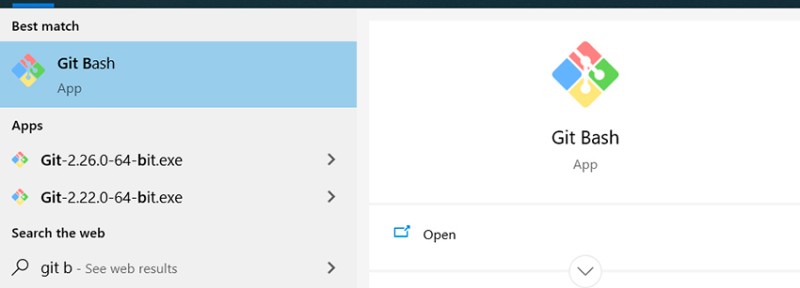 Best match
Git Bash
App
Apps
Git-2.26.0-64-bit.exe
Git-2.22.0-64-bit.exe
Search the web
git b - See web results
Git Bash
App
Open